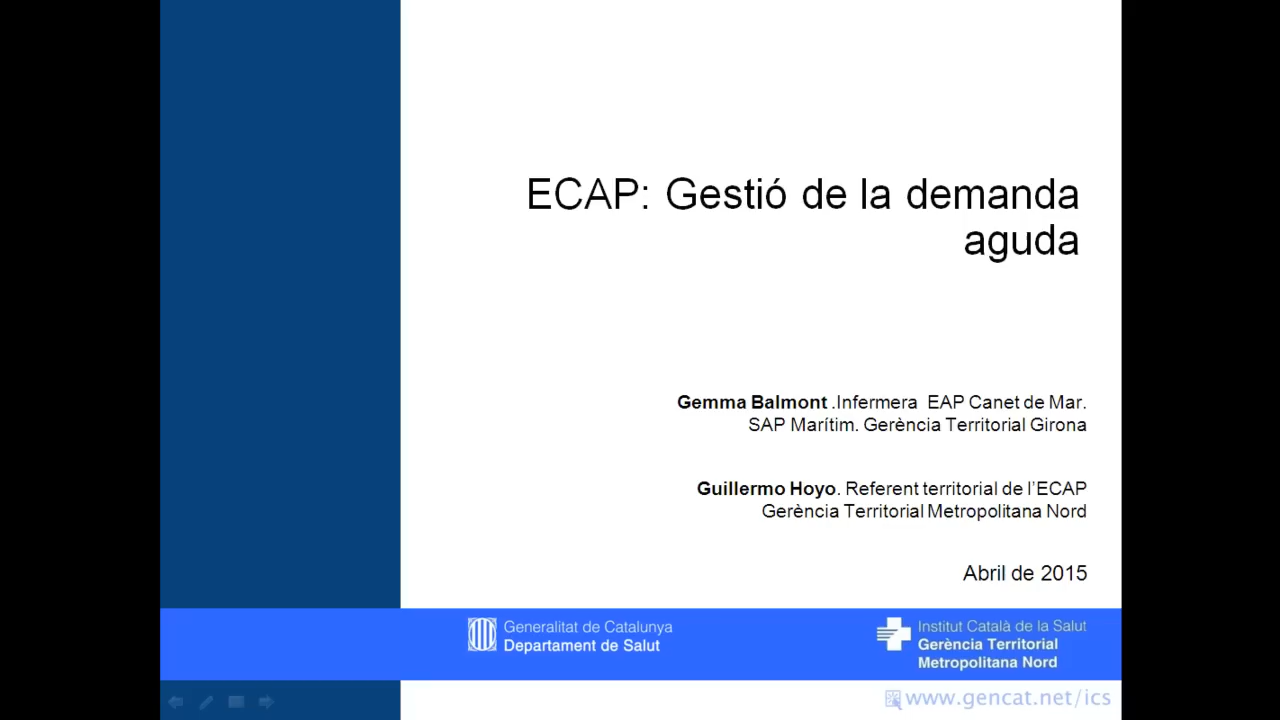 ECAP: Gestió de la demanda
aguda
Gemma Balmont .Infermera EAP Canet de Mar.
SAP Marítim. Gerència Territorial Girona
Guillermo Hoyo. Referent territorial de l'ECAP
Gerència Territorial Metropolitana Nord
Abril de 2015
Generalitat de Catalunya
Departament de Salut
Institut Català de la Salut
Gerència Territorial
Metropolitana Nord
www.gencat.net/ics